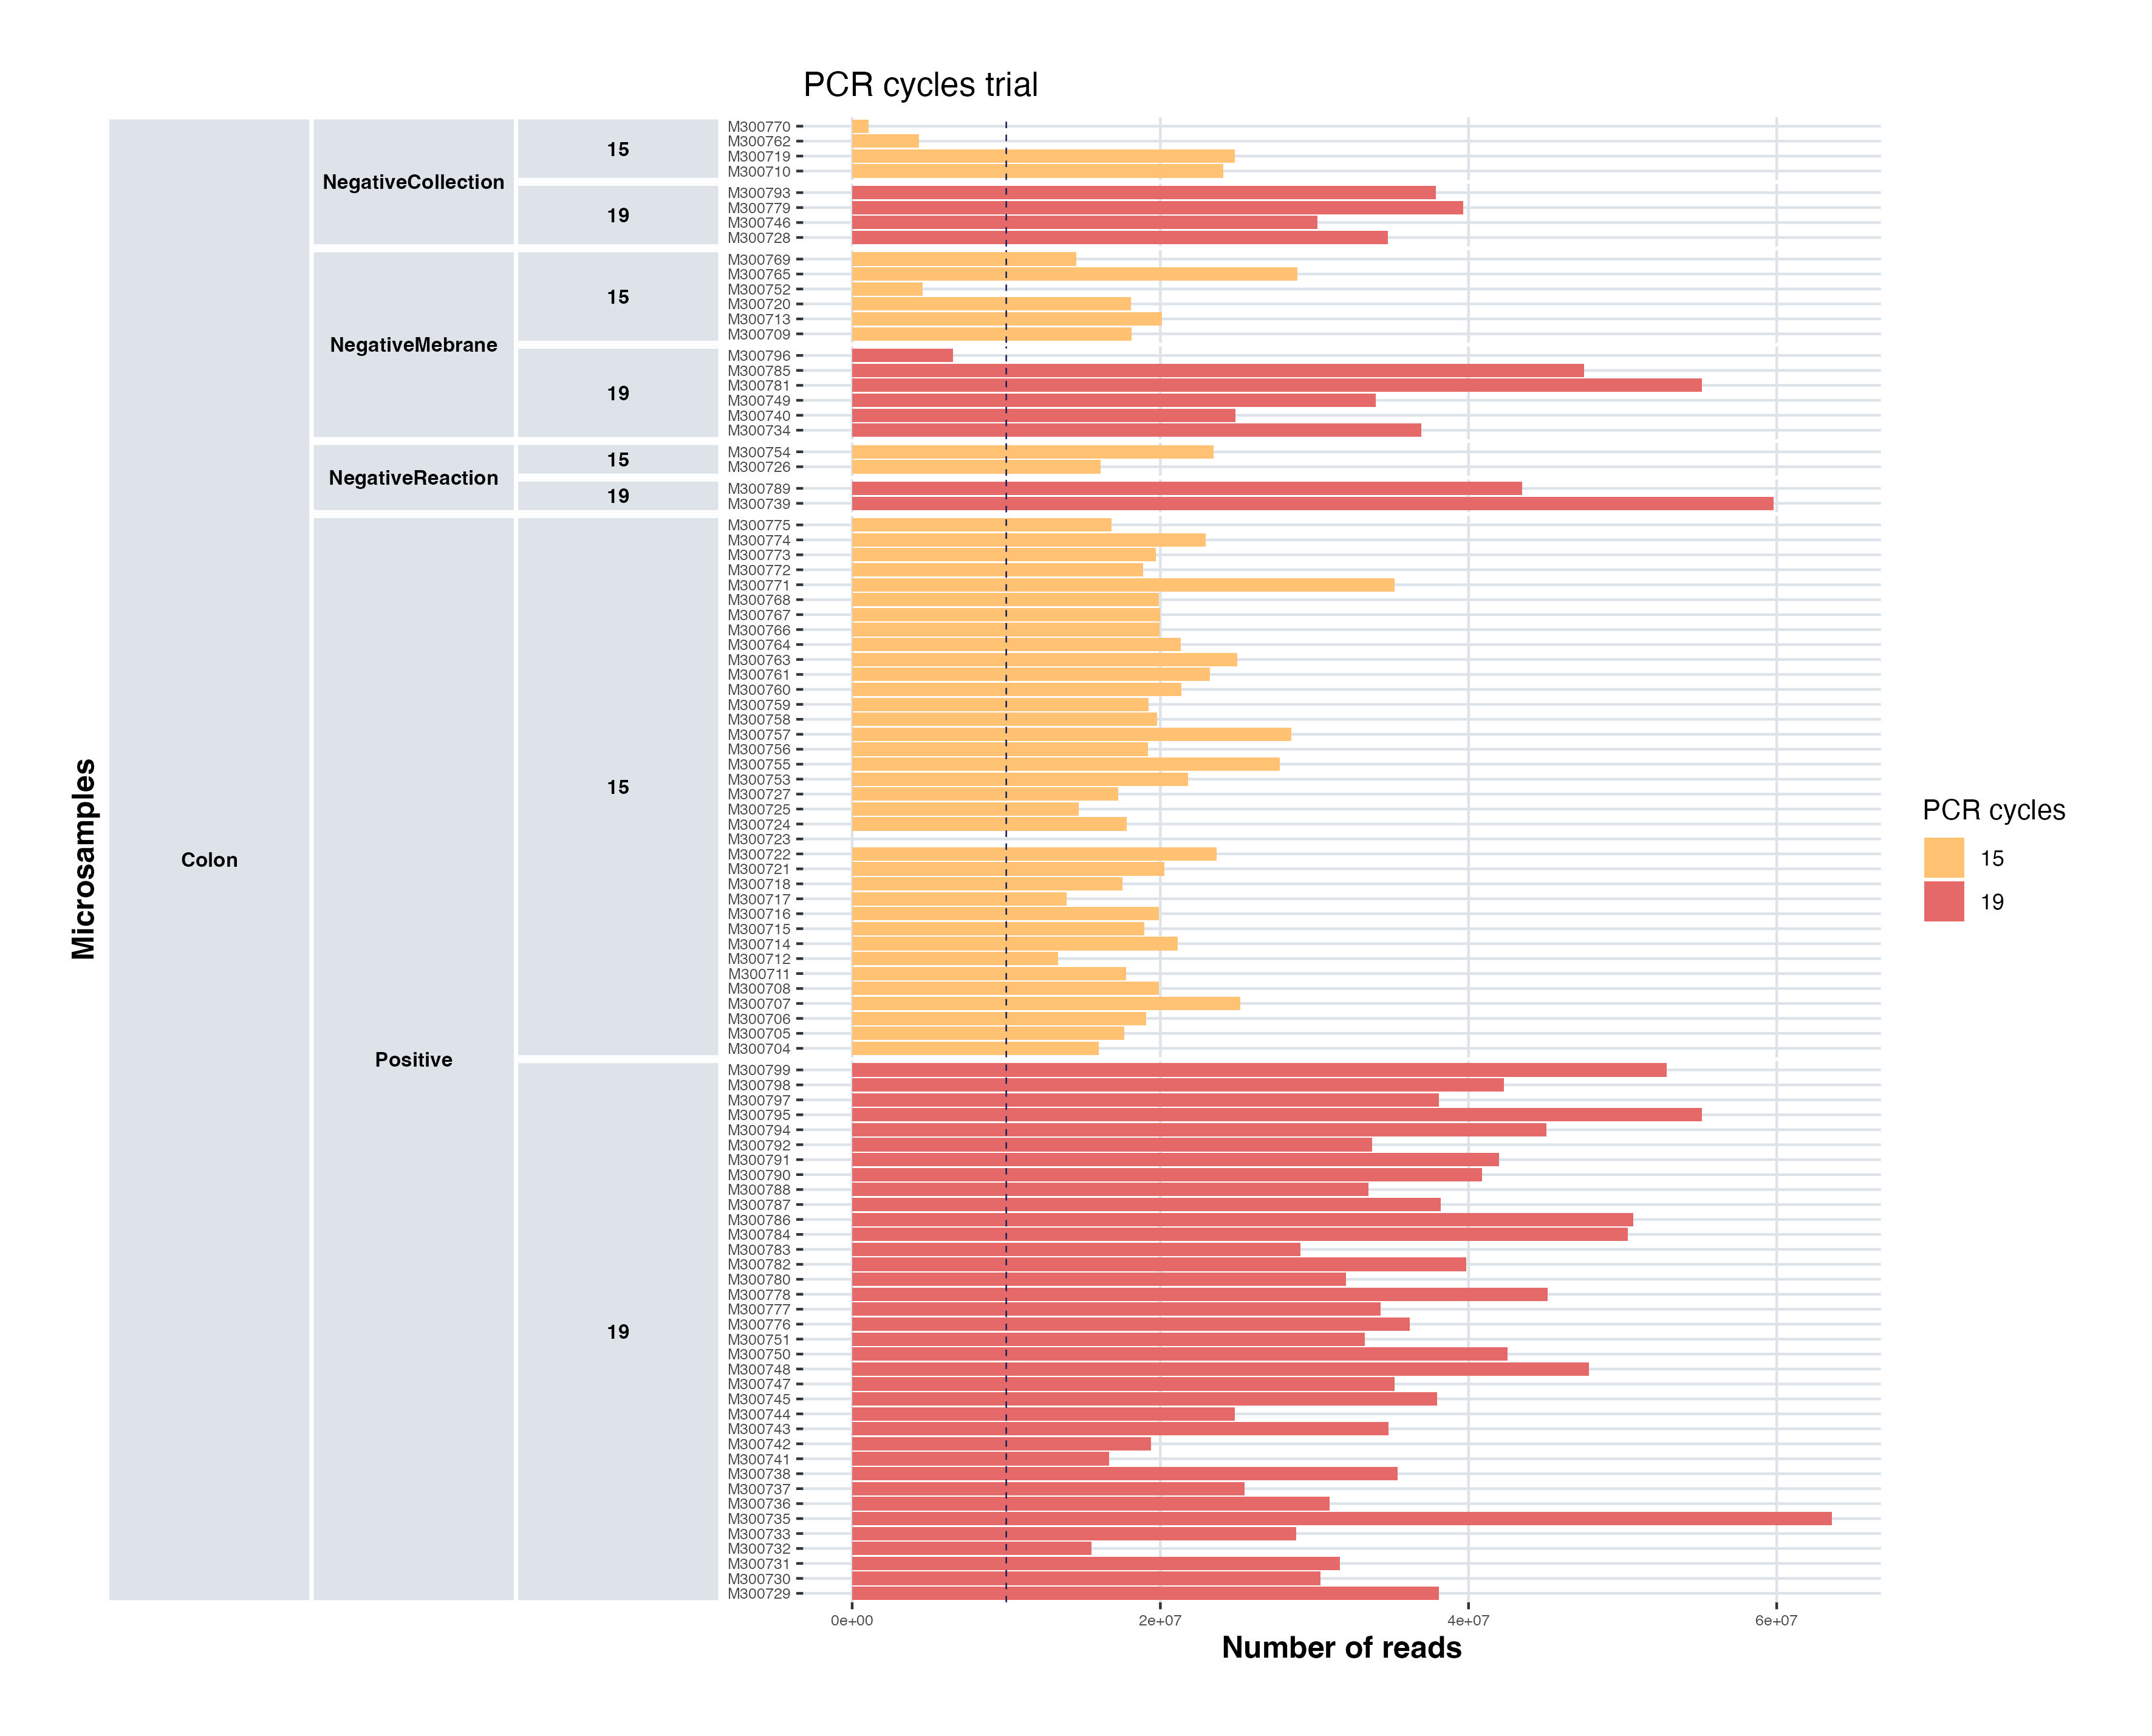 PCR cycles trial
Microsamples
Colon
NegativeCollection
15
M300770
M300762
M300719
M300710
19
M300793
M300779
M300746
M300728
NegativeMebrane
15
M300769
M300765
M300752
M300720
M300713
M300709
19
M300796
M300785
M300781
M300749
M300740
M300734
NegativeReaction
15
M300754
M300726
19
M300789
M300739
Positive
15
M300775
M300774
M300773
M300772
M300771
M300768
M300767
M300766
M300764
M300763
M300761
M300760
M300759
M300758
M300757
M300756
M300755
M300753
M300727
M300725
M300724
M300723
M300722
M300721
M300718
M300717
M300716
M300715
M300714
M300712
M300711
M300708
M300707
M300706
M300705
M300704
19
M300799
M300798
M300797
M300795
M300794
M300792
M300791
M300790
M300788
M300787
M300786
M300784
M300783
M300782
M300780
M300778
M300777
M300776
M300751
M300750
M300748
M300747
M300745
M300744
M300743
M300742
M300741
M300738
M300737
M300736
M300735
M300733
M300732
M300731
M300730
M300729
0e+00 2e+07 4e+07 6e+07
Number of reads
PCR cycles
15
19